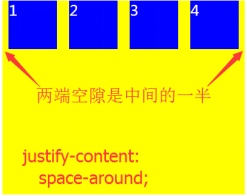 1 2 3 4
两端空隙是中间的一半
justify-content:
space-around;